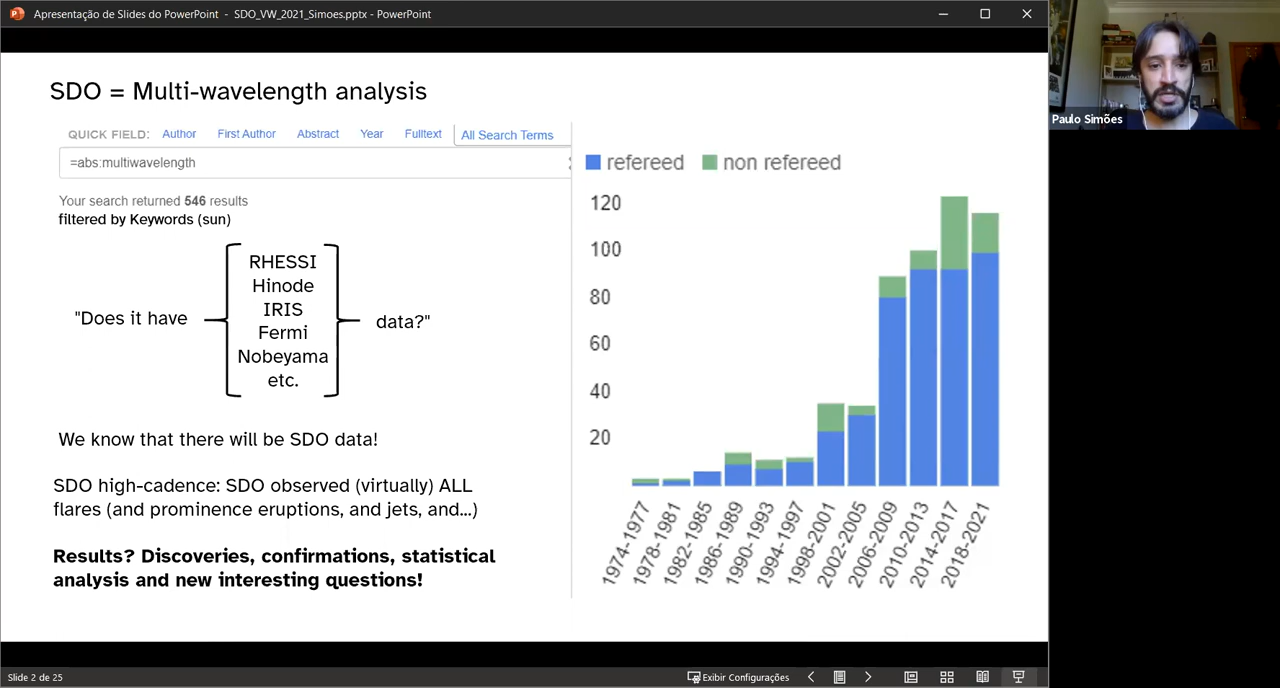 Apresentação de Slides do PowerPoint - SDO_VW_2021_Simoes.pptx - PowerPoint
Paulo Simões
SDO = Multi-wavelength analysis
QUICK FIELD: Author First Author Abstract Year Fulltext All Search Terms
=abs:multiwavelength
Your search returned 546 results
filtered by Keywords (sun)
"Does it have
RHESSI
Hinode
IRIS
Fermi
Nobeyama
etc.
data?"
We know that there will be SDO data!
SDO high-cadence: SDO observed (virtually) ALL
flares (and prominence eruptions, and jets, and...)
Results? Discoveries, confirmations, statistical
analysis and new interesting questions!
refereed non refereed
120
100
80
60
40
20
1974-1977
1978-1981
1982-1985
1986-1989
1990-1993
1994-1997
1998-2001
2002-2005
2006-2009
2010-2013
2014-2017
2018-2021
Slide 2 de 25
Exibir Configurações